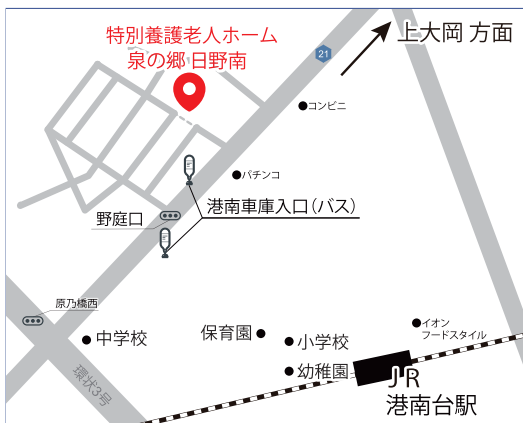 特別養護老人ホーム
泉の郷 日野南
21
上大岡 方面
コンビニ
パチンコ
港南車庫入口(バス)
野庭口
原乃橋西
中学校
保育園
小学校
イオン
フードスタイル
幼稚園
環状3号
JR
港南台駅